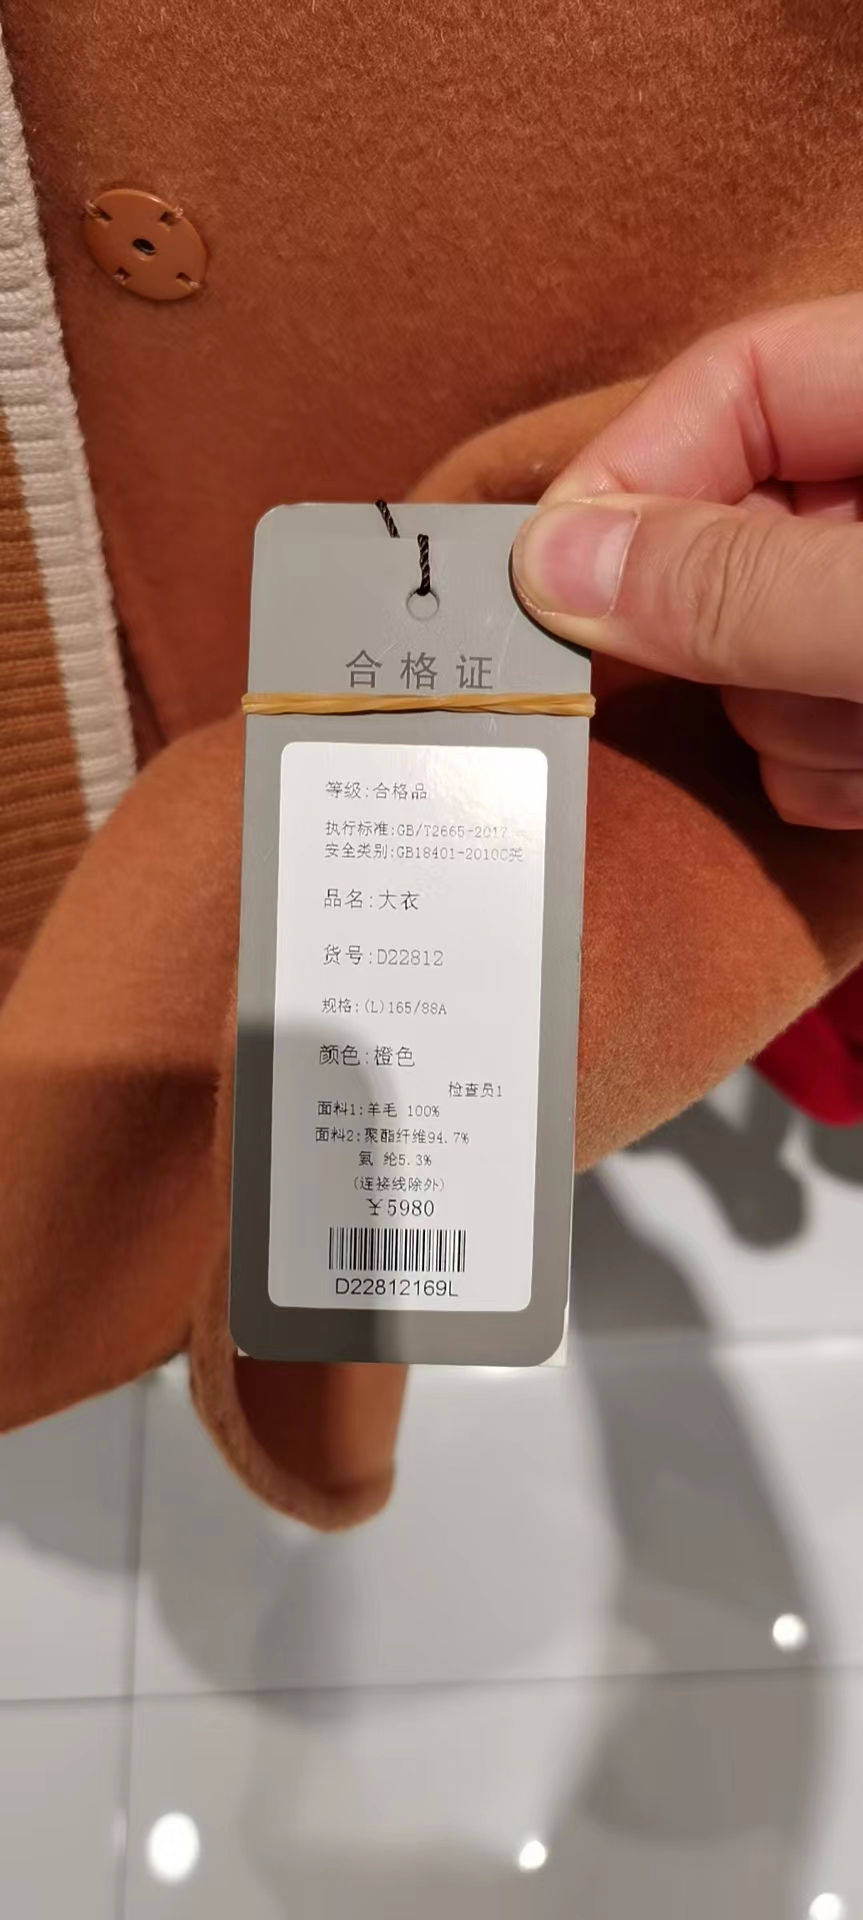 合格证
等级:合格品
执行标准:GB/T2665-2017
安全类别:GB18401-2010C类
品名:大衣
货号:D22812
规格:(L)165/88A
颜色:橙色
检查员1
面料1:羊毛 100%
面料2:聚酯纤维94.7%
氨 纶5.3%
(连接线除外)
￥5980
D22812169L